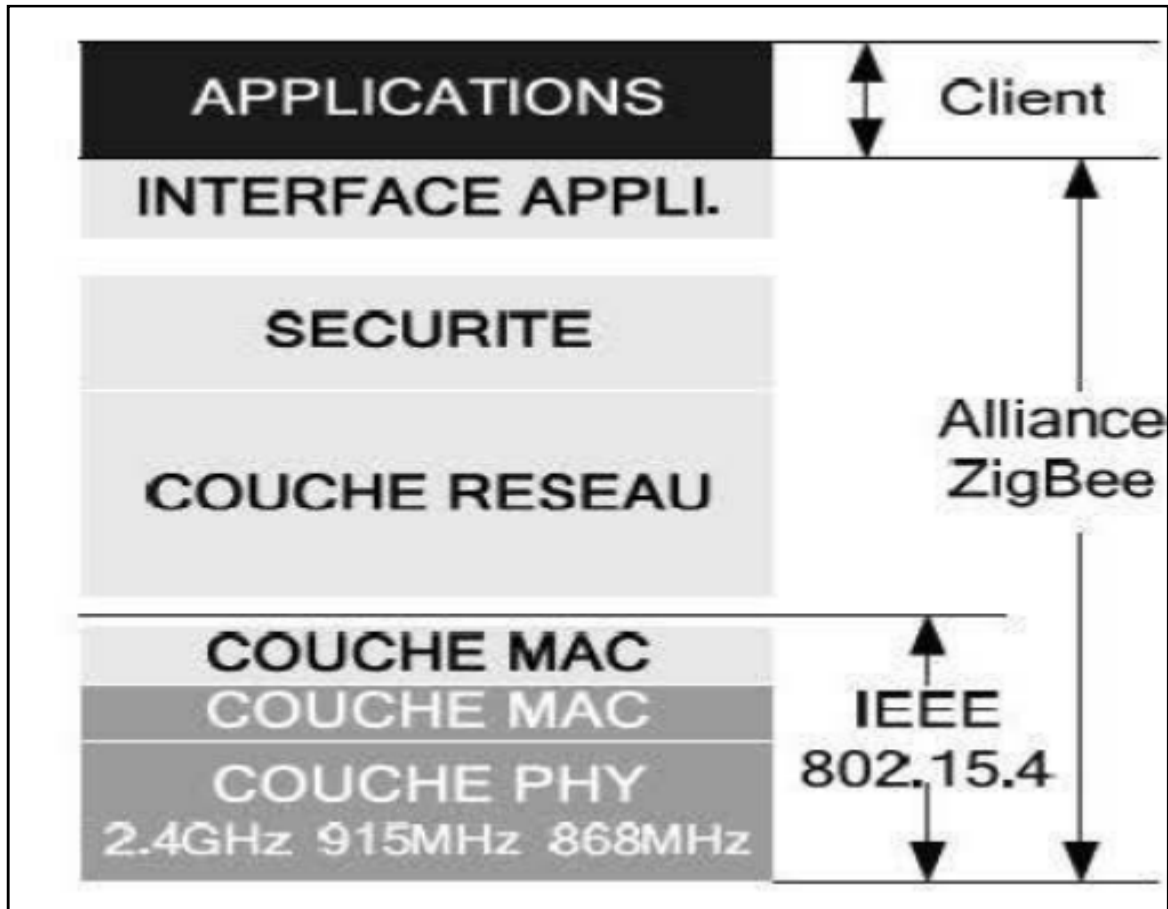 APPLICATIONS
Client
INTERFACE APPLI.
SECURITE
Alliance
ZigBee
COUCHE RESEAU
COUCHE MAC
COUCHE MAC
IEEE
802.15.4
COUCHE PHY
2.4GHz 915MHz 868MHz